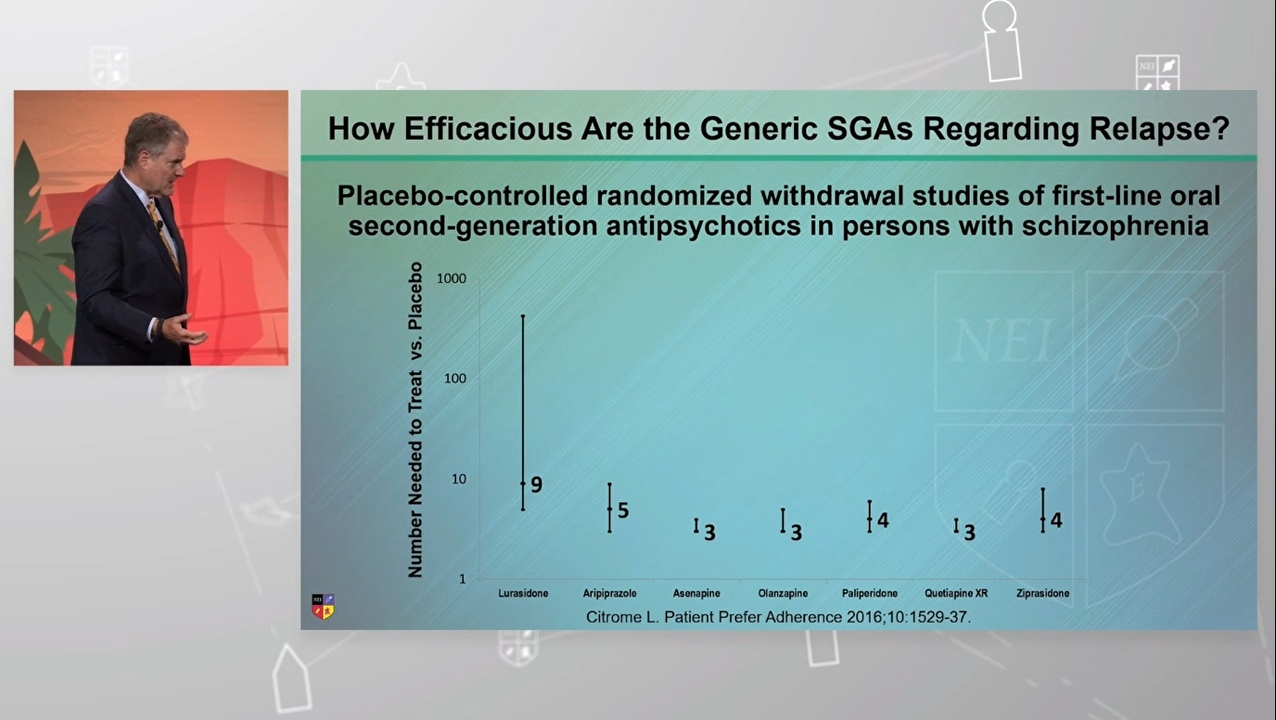 NEI
How Efficacious Are the Generic SGAs Regarding Relapse?
Placebo-controlled randomized withdrawal studies of first-line oral
second-generation antipsychotics in persons with schizophrenia
Number Needed to Treat vs. Placebo
1000
100
10
1
9
5
3
3
4
3
4
Lurasidone
Aripiprazole
Asenapine
Olanzapine
Paliperidone
Quetiapine XR
Ziprasidone
NEI
E
NEI
Citrome L. Patient Prefer Adherence 2016;10:1529-37.